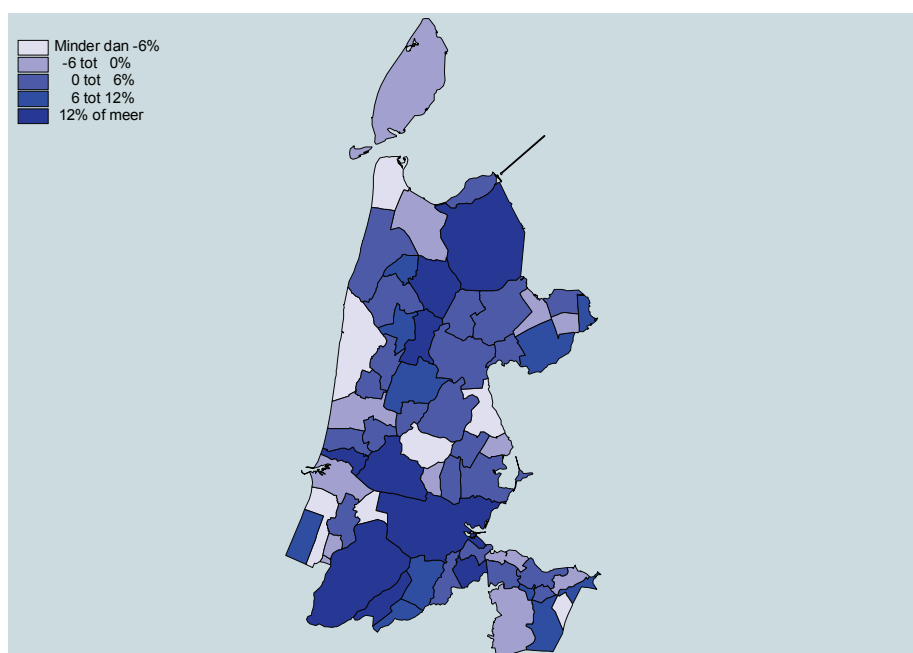 Minder dan -6%
-6 tot 0%
0 tot 6%
6 tot 12%
12% of meer